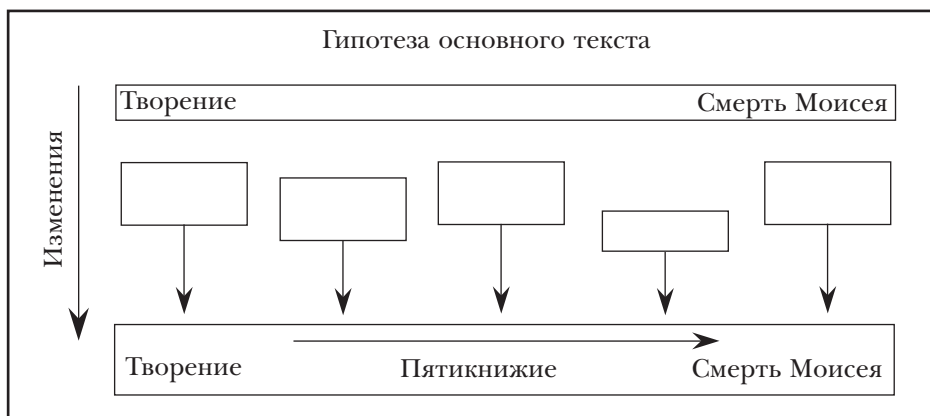 Гипотеза основного текста
Творение Смерть Моисея
Изменения
Творение Пятикнижие Смерть Моисея